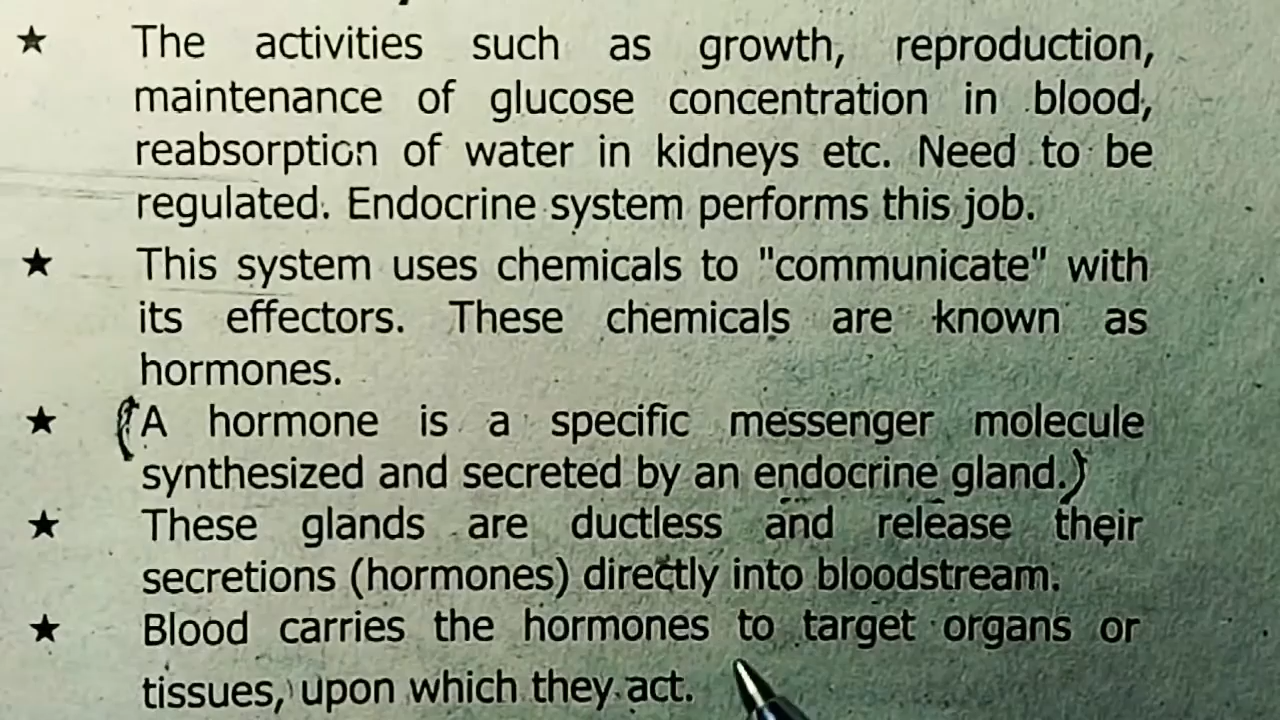 ★ The activities such as growth, reproduction,
maintenance of glucose concentration in blood,
reabsorption of water in kidneys etc. Need to be
regulated. Endocrine system performs this job.
★ This system uses chemicals to "communicate" with
its effectors. These chemicals are known as
hormones.
★ (A hormone is a specific messenger molecule
synthesized and secreted by an endocrine gland.)
★ These glands are ductless and release their
secretions (hormones) directly into bloodstream.
★ Blood carries the hormones to target organs or
tissues, upon which they act.